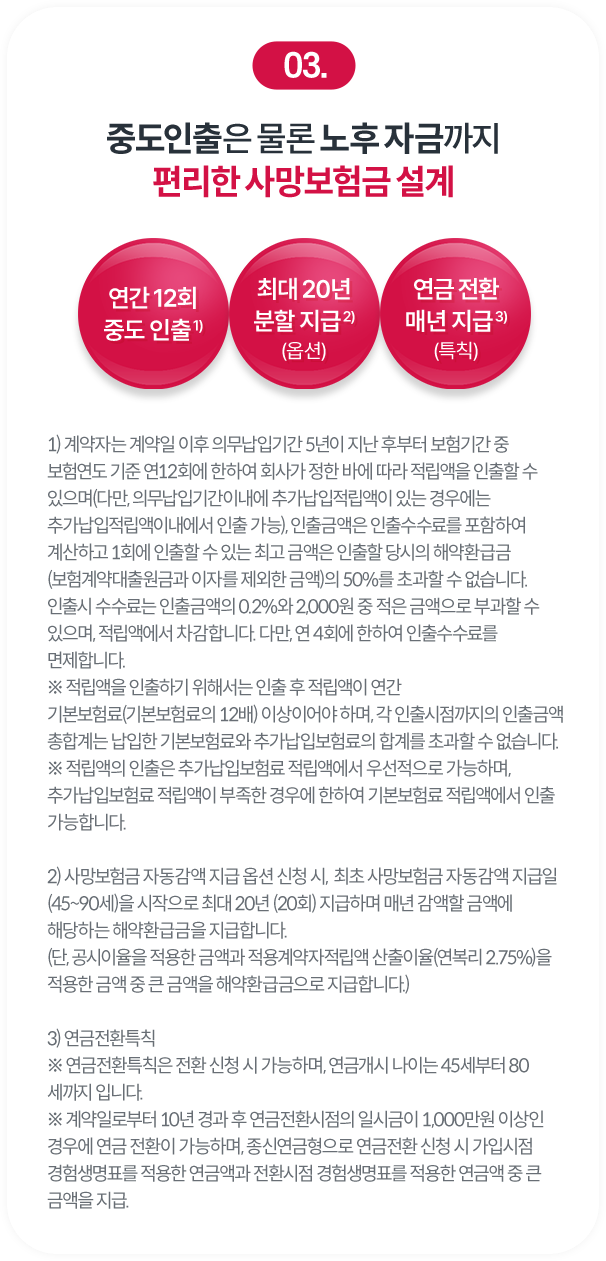 03.
중도인출은 물론 노후 자금까지
편리한 사망보험금 설계
연간 12회
중도 인출1)
최대 20년
분할 지급2)
(옵션)
연금 전환
매년 지급3)
(특칙)
1) 계약자는 계약일 이후 의무납입기간 5년이 지난 후부터 보험기간 중
보험연도 기준 연12회에 한하여 회사가 정한 바에 따라 적립액을 인출할 수
있으며(다만, 의무납입기간이내에 추가납입적립액이 있는 경우에는
추가납입적립액이내에서 인출 가능), 인출금액은 인출수수료를 포함하여
계산하고 1회에 인출할 수 있는 최고 금액은 인출할 당시의 해약환급금
(보험계약대출원금과 이자를 제외한 금액)의 50%를 초과할 수 없습니다.
인출시 수수료는 인출금액의 0.2%와 2,000원 중 적은 금액으로 부과할 수
있으며, 적립액에서 차감합니다. 다만, 연 4회에 한하여 인출수수료를
면제합니다.
※ 적립액을 인출하기 위해서는 인출 후 적립액이 연간
기본보험료(기본보험료의 12배) 이상이어야 하며, 각 인출시점까지의 인출금액
총합계는 납입한 기본보험료와 추가납입보험료의 합계를 초과할 수 없습니다.
※ 적립액의 인출은 추가납입보험료 적립액에서 우선적으로 가능하며,
추가납입보험료 적립액이 부족한 경우에 한하여 기본보험료 적립액에서 인출
가능합니다.
2) 사망보험금 자동감액 지급 옵션 신청 시, 최초 사망보험금 자동감액 지급일
(45~90세)을 시작으로 최대 20년 (20회) 지급하며 매년 감액할 금액에
해당하는 해약환급금을 지급합니다.
(단, 공시이율을 적용한 금액과 적용계약자적립액 산출이율(연복리 2.75%)을
적용한 금액 중 큰 금액을 해약환급금으로 지급합니다.)
3) 연금전환특칙
※ 연금전환특칙은 전환 신청 시 가능하며, 연금개시 나이는 45세부터 80
세까지 입니다.
※ 계약일로부터 10년 경과 후 연금전환시점의 일시금이 1,000만원 이상인
경우에 연금 전환이 가능하며, 종신연금형으로 연금전환 신청 시 가입시점
경험생명표를 적용한 연금액과 전환시점 경험생명표를 적용한 연금액 중 큰
금액을 지급.